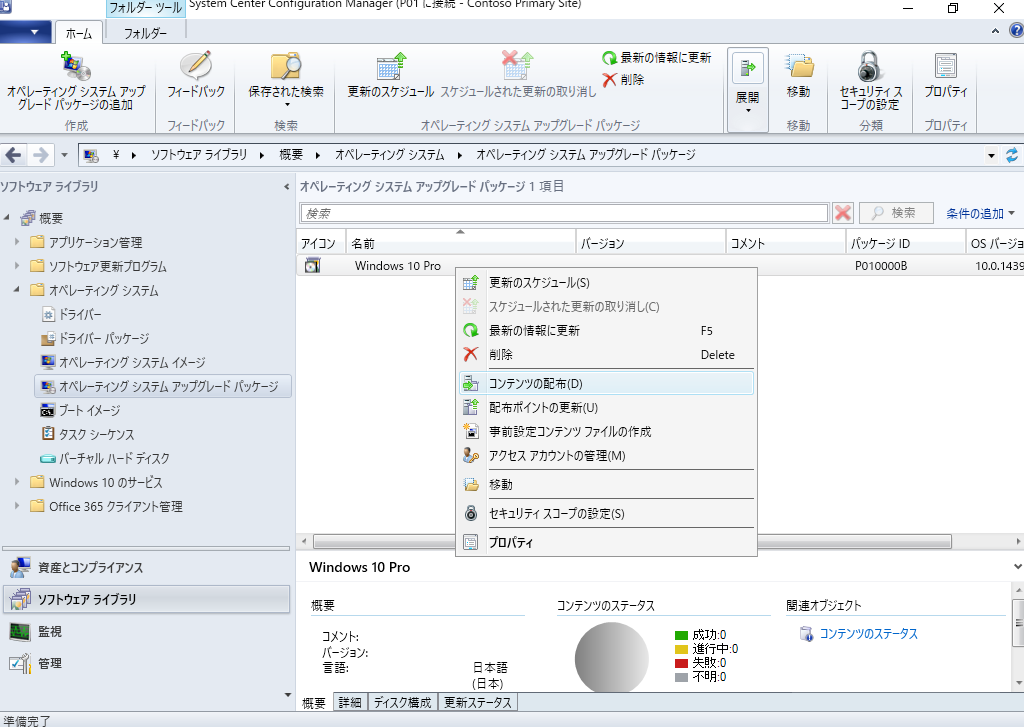 フォルダー ツール
System Center Configuration Manager (P01 に接続 - Contoso Primary Site)
ホーム
フォルダー
オペレーティング システム アップ
グレード パッケージの追加
作成
フィードバック
フィードバック
保存された検索
検索
更新のスケジュール
スケジュールされた更新の取り消し
最新の情報に更新
削除
オペレーティング システム アップグレード パッケージ
展開
移動
移動
セキュリティ ス
コープの設定
分類
プロパティ
プロパティ
¥
ソフトウェア ライブラリ
概要
オペレーティング システム
オペレーティング システム アップグレード パッケージ
ソフトウェア ライブラリ
概要
アプリケーション管理
ソフトウェア更新プログラム
オペレーティング システム
ドライバー
ドライバー パッケージ
オペレーティング システム イメージ
オペレーティング システム アップグレード パッケージ
ブート イメージ
タスク シーケンス
バーチャル ハード ディスク
Windows 10 のサービス
Office 365 クライアント管理
資産とコンプライアンス
ソフトウェア ライブラリ
監視
管理
オペレーティング システム アップグレード パッケージ 1 項目
検索
検索
条件の追加
アイコン
名前
バージョン
コメント
パッケージ ID
OS バージョ
Windows 10 Pro
P010000B
10.0.1439
更新のスケジュール(S)
スケジュールされた更新の取り消し(C)
最新の情報に更新 F5
削除 Delete
コンテンツの配布(D)
配布ポイントの更新(U)
事前設定コンテンツ ファイルの作成
アクセス アカウントの管理(M)
移動
セキュリティ スコープの設定(S)
プロパティ
Windows 10 Pro
概要
コメント:
バージョン:
言語: 日本語
(日本)
コンテンツのステータス
成功:0
進行中:0
失敗:0
不明:0
関連オブジェクト
コンテンツのステータス
概要
詳細
ディスク構成
更新ステータス
準備完了